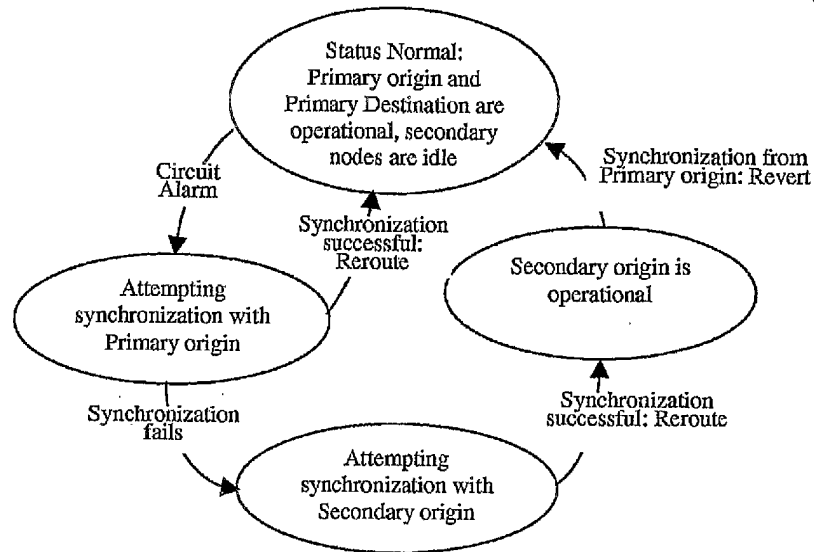 Status Normal:
Primary origin and
Primary Destination are
operational, secondary
nodes are idle
Circuit
Alarm
Synchronization from
Primary origin: Revert
Synchronization
successful:
Reroute
Secondary origin is
operational
Attempting
synchronization with
Primary origin
Synchronization
fails
Synchronization
successful: Reroute
Attempting
synchronization with
Secondary origin